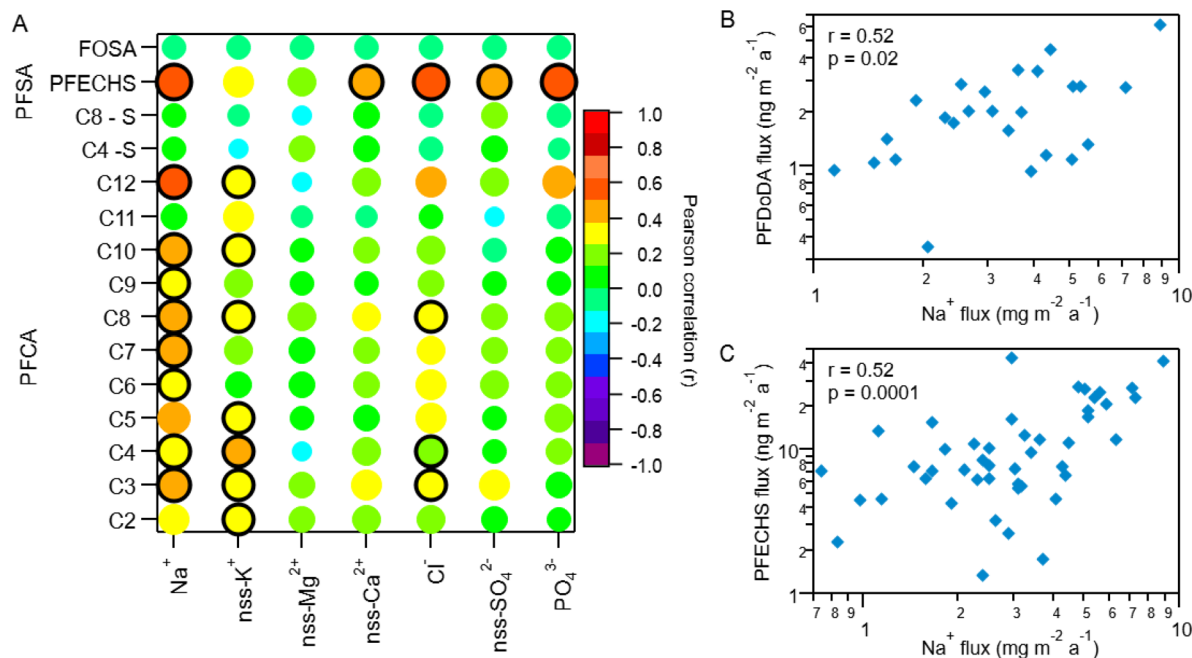 A
PFSA
PFCA
FOSA
PFECHS
C8 - S
C4 -S
C12
C11
C10
C9
C8
C7
C6
C5
C4
C3
C2
Na⁺
nss-K⁺
nss-Mg²⁺
nss-Ca²⁺
Cl⁻
nss-SO₄²⁻
PO₄³⁻
1.0
0.8
0.6
0.4
0.2
0.0
-0.2
-0.4
-0.6
-0.8
-1.0
Pearson correlation (r)
B
r = 0.52
p = 0.02
PFDoDA flux (ng m⁻² a⁻¹)
6
4
2
1
8
6
4
1
2
3
4
5
6
7
8
9
10
Na⁺ flux (mg m⁻² a⁻¹)
C
r = 0.52
p = 0.0001
PFECHS flux (ng m⁻² a⁻¹)
4
2
10
8
6
4
2
1
7
8
9
1
2
3
4
5
6
7
8
9
10
Na⁺ flux (mg m⁻² a⁻¹)